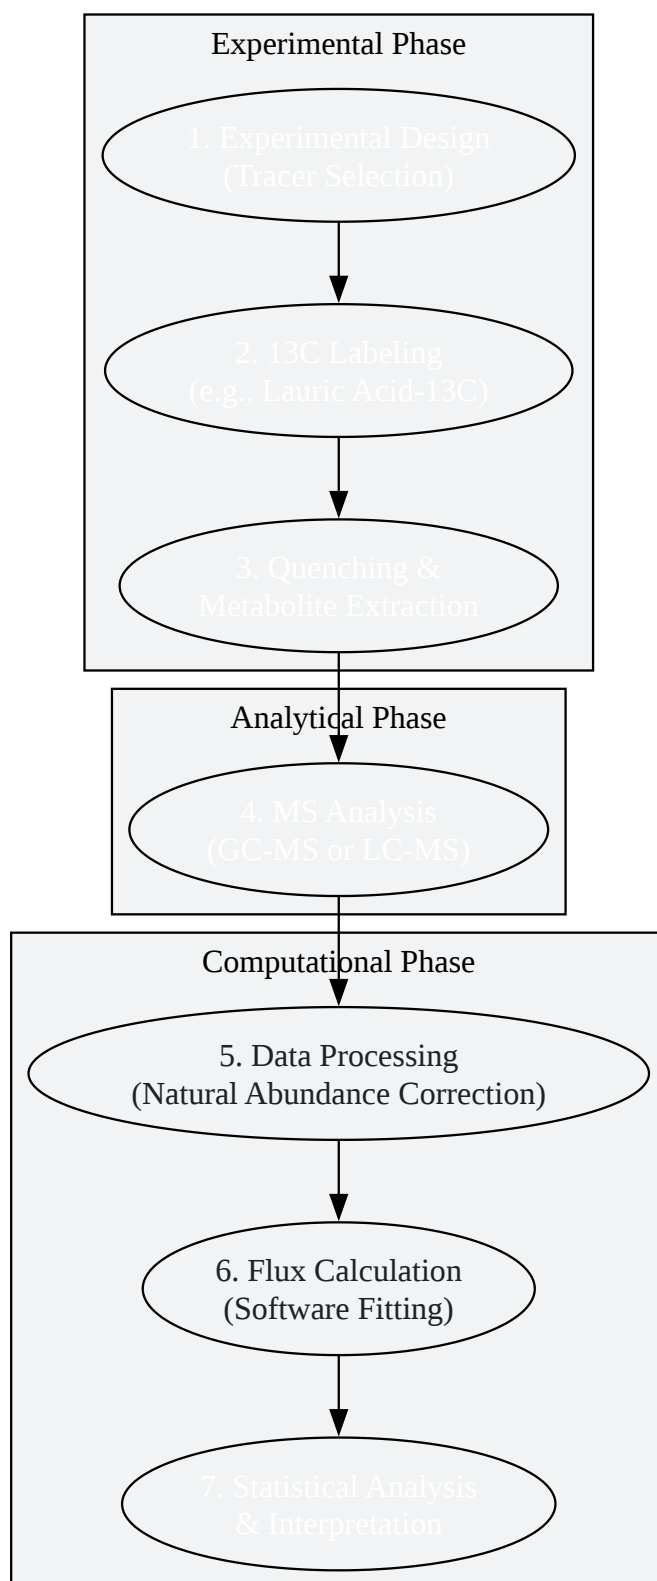 Experimental Phase
1. Experimental Design
(Tracer Selection)
2. 13C Labeling
(e.g., Lauric Acid-13C)
3. Quenching &
Metabolite Extraction
Analytical Phase
4. MS Analysis
(GC-MS or LC-MS)
Computational Phase
5. Data Processing
(Natural Abundance Correction)
6. Flux Calculation
(Software Fitting)
7. Statistical Analysis
& Interpretation